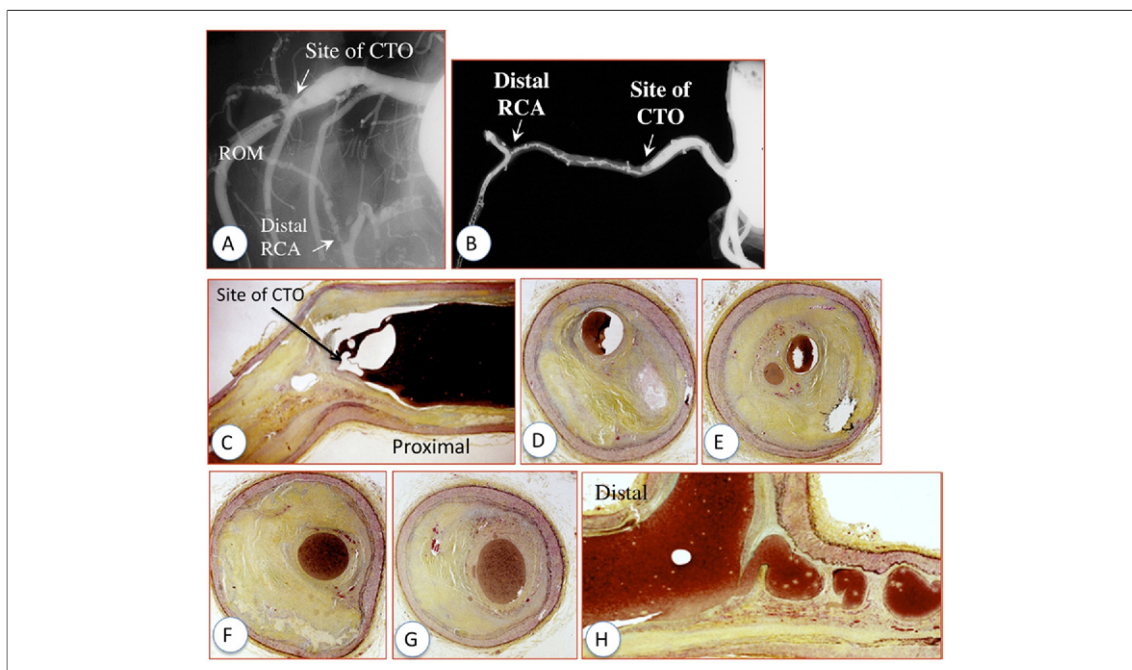 Site of CTO
ROM
Distal
RCA
A
Distal
RCA
Site of
CTO
B
Site of CTO
Proximal
C
D
E
F
G
Distal
H